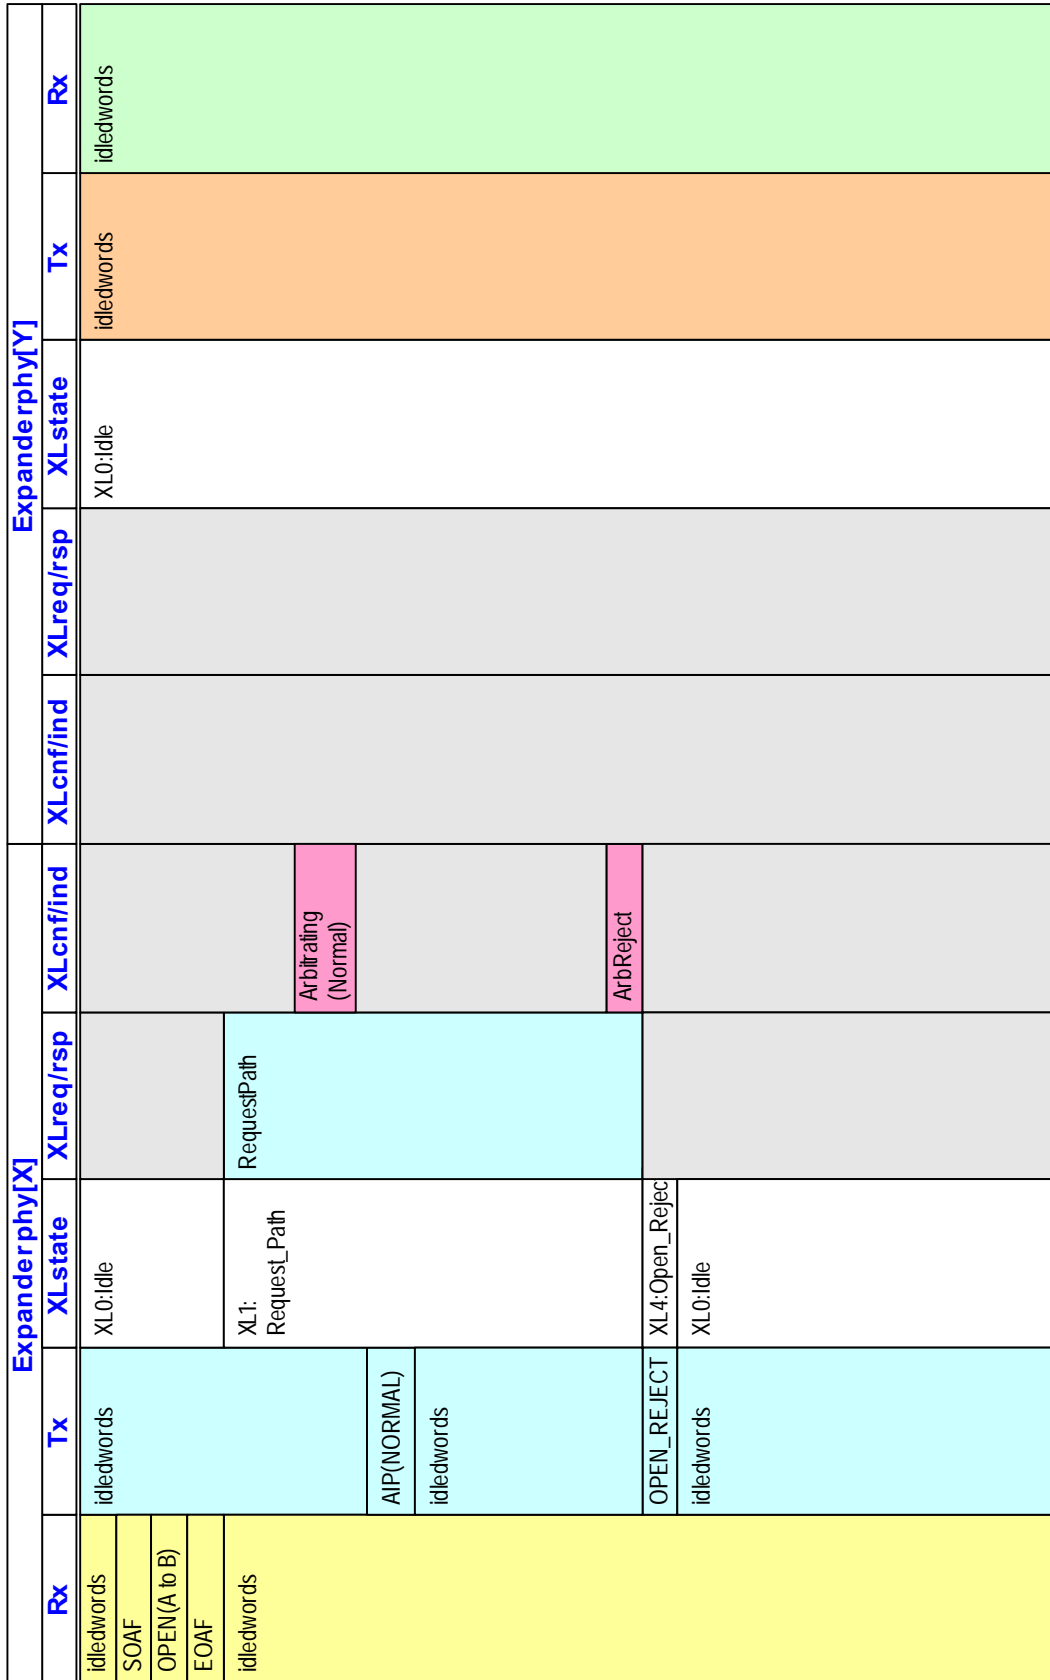 Expanderphy[X]
Expanderphy[Y]
Rx
Tx
XLstate
XLreq/rsp
XLcnf/ind
XLcnf/ind
XLreq/rsp
XLstate
Tx
Rx
idledwords
SOAF
OPEN(A to B)
EOAF
idledwords
idledwords
AIP(NORMAL)
idledwords
OPEN_REJECT
idledwords
XL0:Idle
XL1:
Request_Path
XL4:Open_Rejec
XL0:Idle
RequestPath
Arbitrating
(Normal)
ArbReject
XL0:Idle
idledwords
idledwords